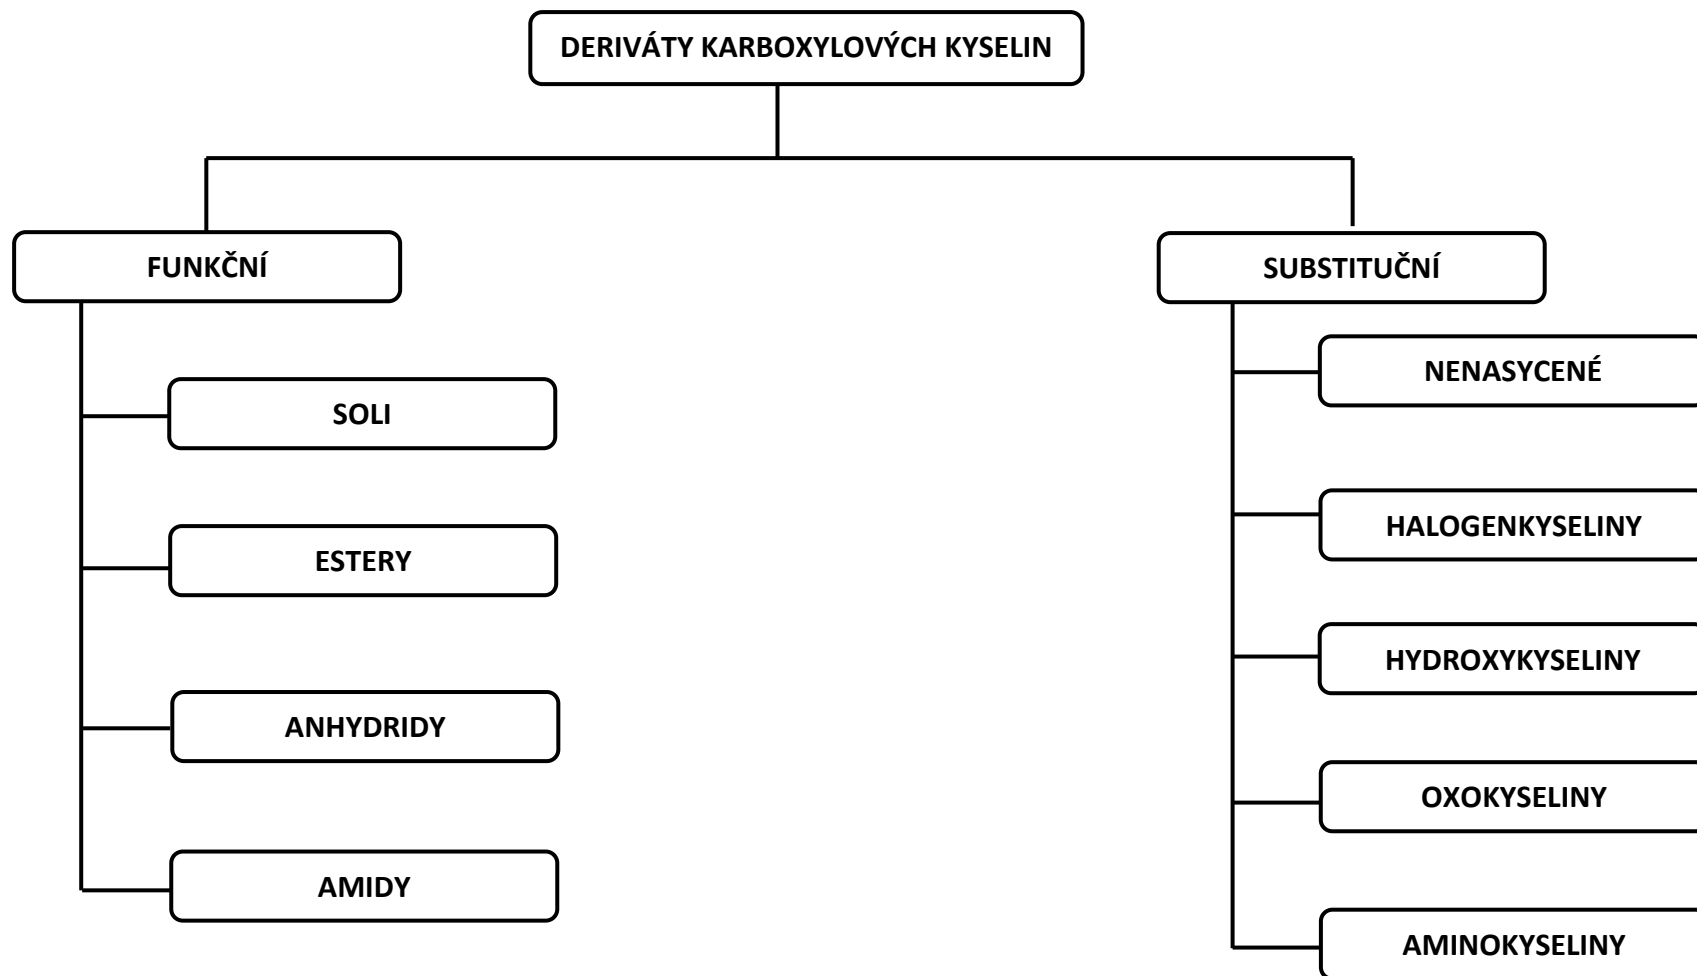 DERIVÁTY KARBOXYLOVÝCH KYSELIN
FUNKČNÍ
SOLI
ESTERY
ANHYDRIDY
AMIDY
SUBSTITUČNÍ
NENASYCENÉ
HALOGENKYSELINY
HYDROXYKYSELINY
OXOKYSELINY
AMINOKYSELINY